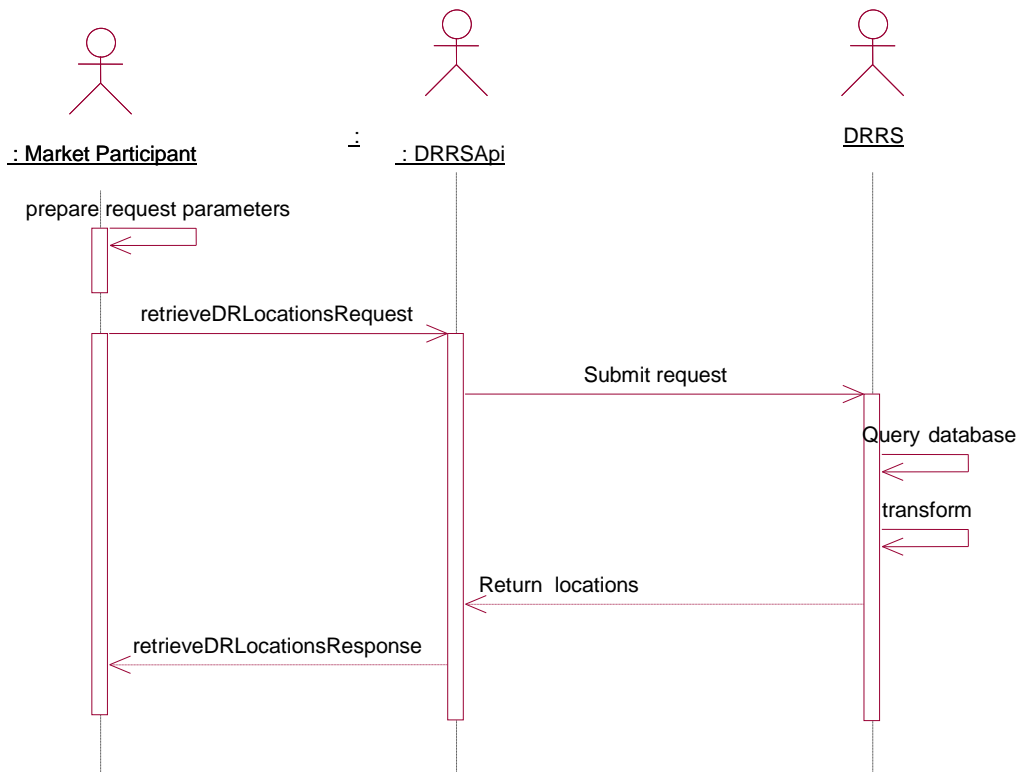 : Market Participant
:
: DRRSApi
DRRS
prepare request parameters
retrieveDRLocationsRequest
Submit request
Query database
transform
Return locations
retrieveDRLocationsResponse